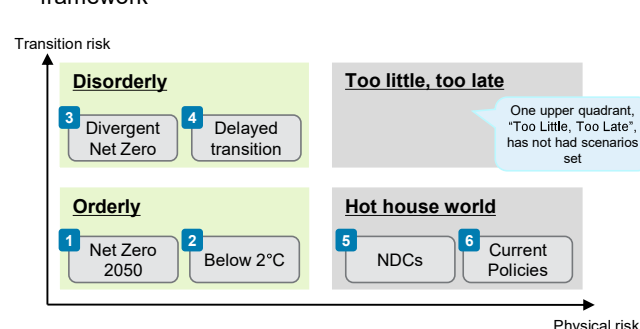 framework
Transition risk
Disorderly
3
Divergent
Net Zero
4
Delayed
transition
Too little, too late
One upper quadrant,
“Too Little, Too Late”,
has not had scenarios
set
Orderly
1
Net Zero
2050
2
Below 2°C
Hot house world
5
NDCs
6
Current
Policies
Physical risk